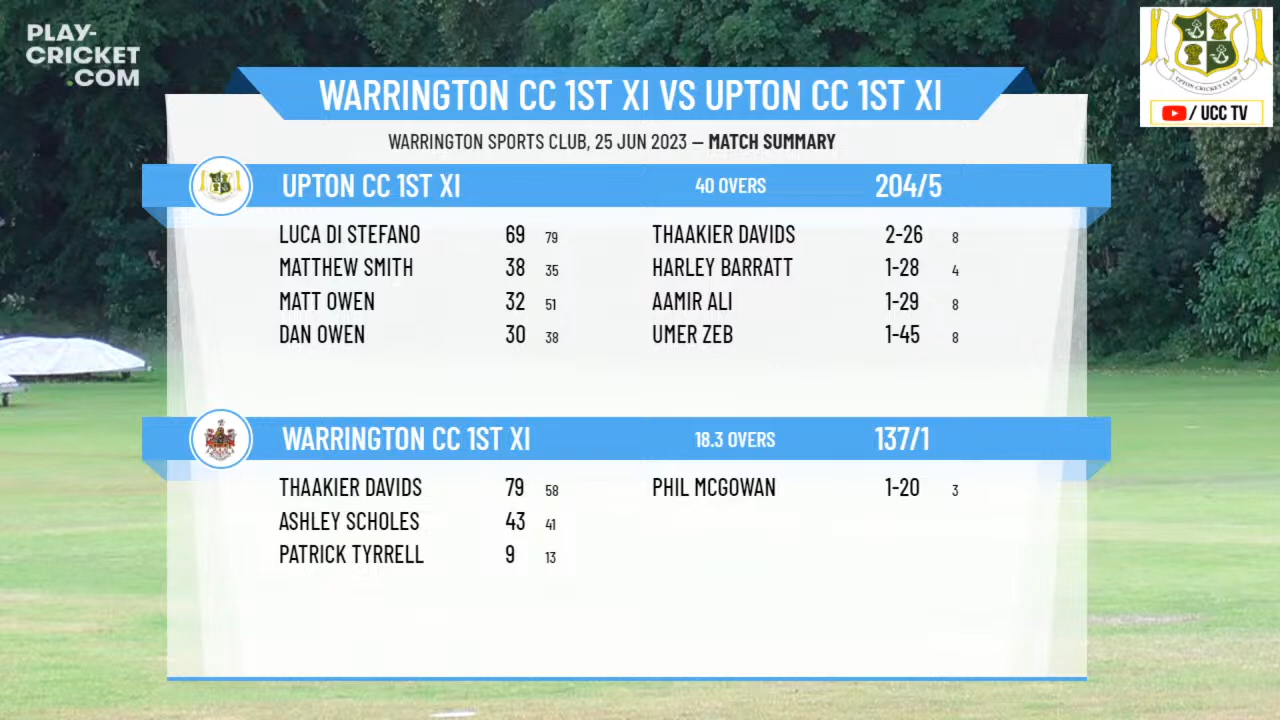 PLAY-
CRICKET
.COM
UPTON CRICKET CLUB
/ UCC TV
WARRINGTON CC 1ST XI VS UPTON CC 1ST XI
WARRINGTON SPORTS CLUB, 25 JUN 2023 – MATCH SUMMARY
UPTON CC 1ST XI 40 OVERS 204/5
LUCA DI STEFANO 69 79 THAAKIER DAVIDS 2-26 8
MATTHEW SMITH 38 35 HARLEY BARRATT 1-28 4
MATT OWEN 32 51 AAMIR ALI 1-29 8
DAN OWEN 30 38 UMER ZEB 1-45 8
WARRINGTON CC 1ST XI 18.3 OVERS 137/1
THAAKIER DAVIDS 79 58 PHIL MCGOWAN 1-20 3
ASHLEY SCHOLES 43 41
PATRICK TYRRELL 9 13